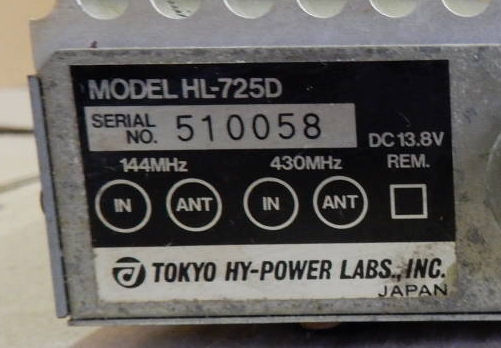 MODEL HL-725D
SERIAL NO. 510058
DC 13.8V
144MHz 430MHz REM.
IN ANT IN ANT
TOKYO HY-POWER LABS., INC.
JAPAN